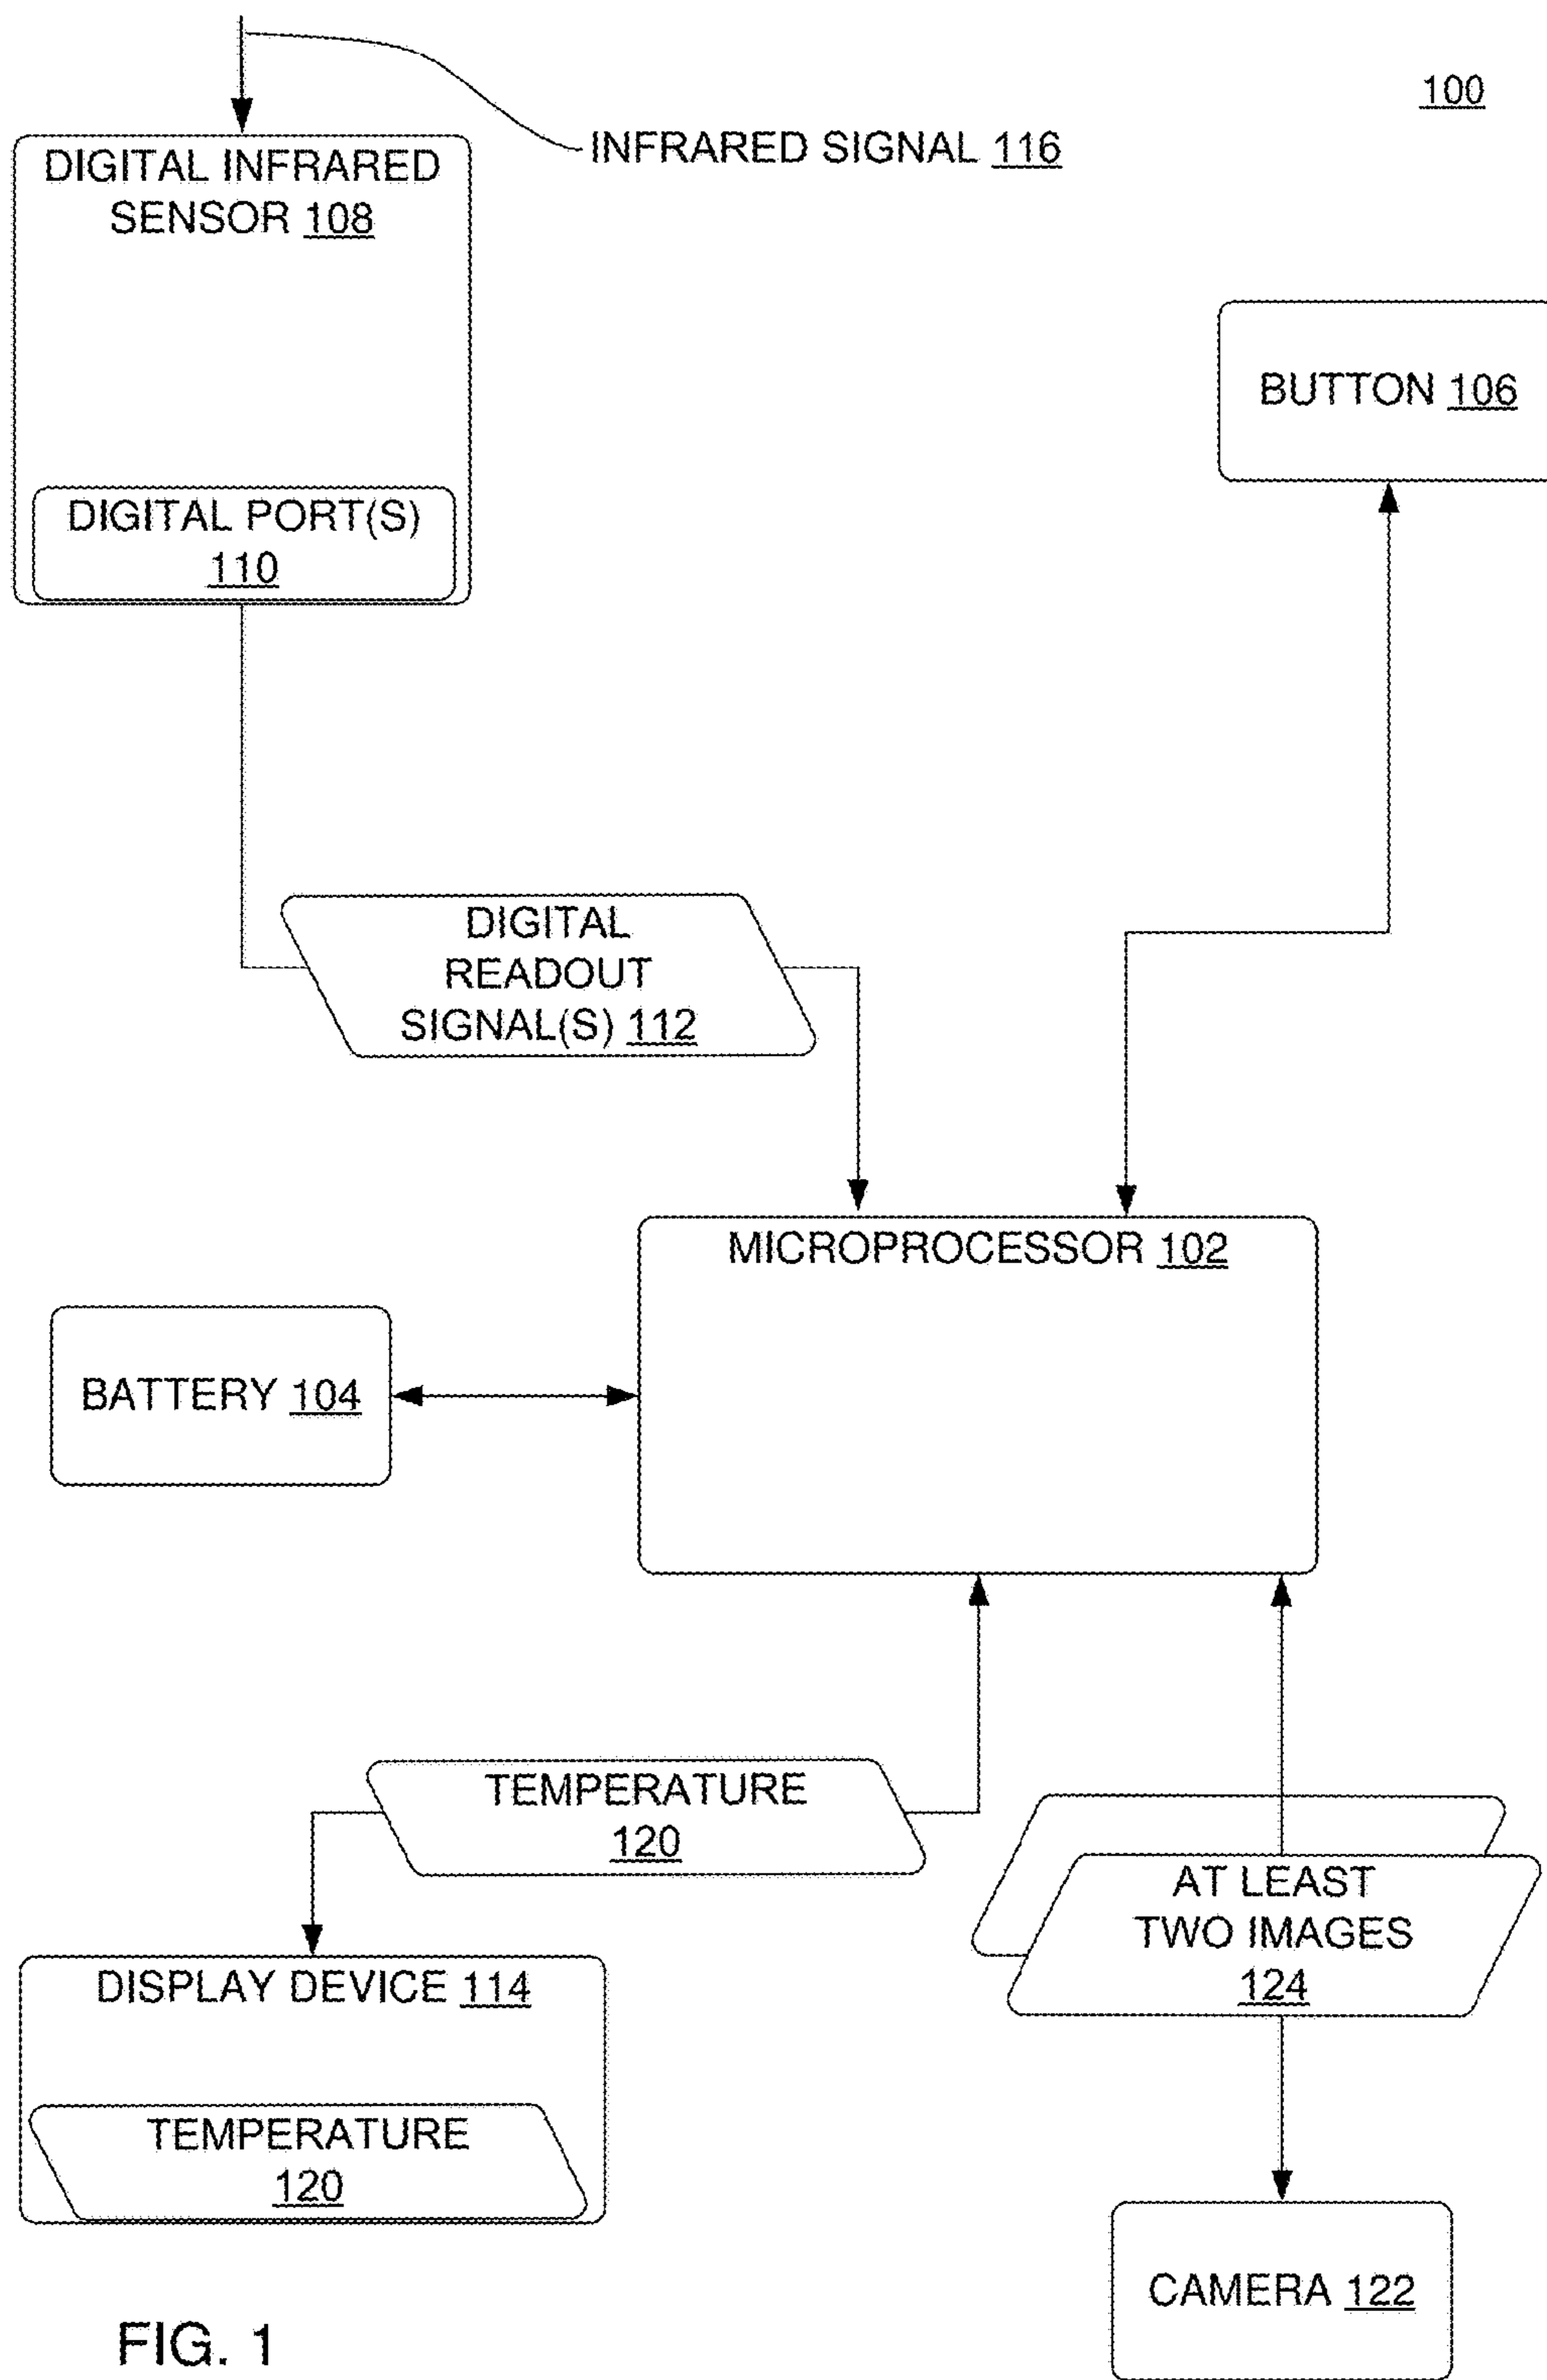 100
INFRARED SIGNAL 116
DIGITAL INFRARED
SENSOR 108
BUTTON 106
DIGITAL PORT(S)
110
DIGITAL
READOUT
SIGNAL(S) 112
MICROPROCESSOR 102
BATTERY 104
TEMPERATURE
120
AT LEAST
TWO IMAGES
124
DISPLAY DEVICE 114
TEMPERATURE
120
CAMERA 122
FIG. 1